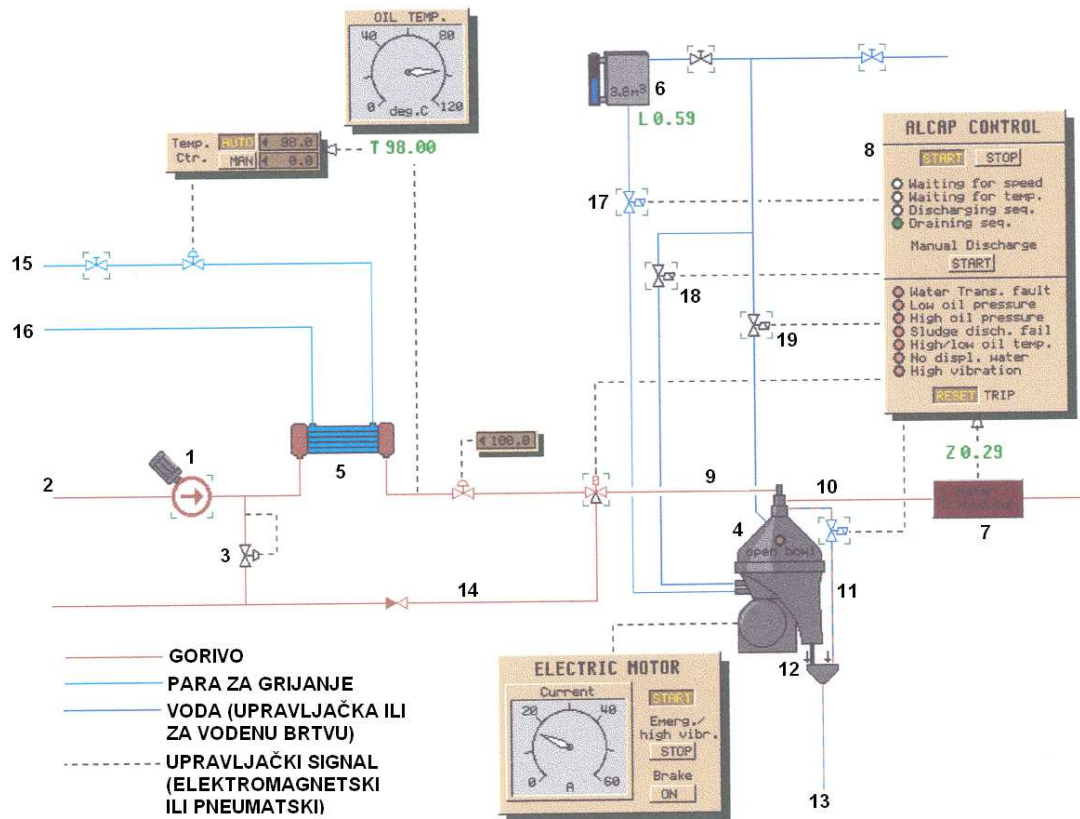 OIL TEMP.
40
80
0
120
deg.C
Temp. Ctr.
AUTO
98.0
MAN
0.0
T 98.00
3.8m³
6
L 0.59
ALCAP CONTROL
8
START
STOP
Waiting for speed
Waiting for temp.
Discharging seq.
Draining seq.
Manual Discharge
START
Water Trans. fault
Low oil pressure
High oil pressure
Sludge disch. fail
High/low oil temp.
No displ. water
High vibration
RESET TRIP
17
18
19
15
16
1
2
3
5
100.0
9
10
4
open bowl
Z 0.29
7
11
14
12
13
GORIVO
PARA ZA GRIJANJE
VODA (UPRAVLJAČKA ILI
ZA VODENU BRTVU)
UPRAVLJAČKI SIGNAL
(ELEKTROMAGNETSKI
ILI PNEUMATSKI)
ELECTRIC MOTOR
Current
20
40
0
60
A
START
Emerg./
high vibr.
STOP
Brake
ON